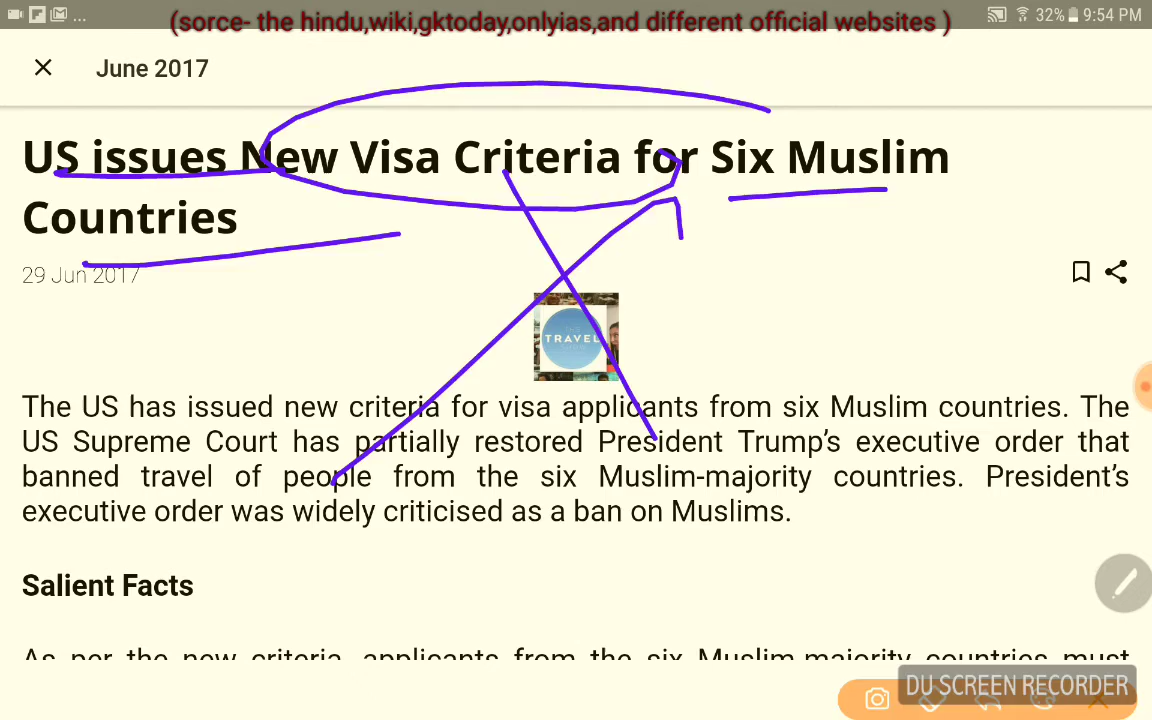 (sorce- the hindu,wiki,gktoday,onlyias,and different official websites )
32% 9:54 PM
June 2017
US issues New Visa Criteria for Six Muslim
Countries
29 Jun 2017
TRAVEL
The US has issued new criteria for visa applicants from six Muslim countries. The
US Supreme Court has partially restored President Trump's executive order that
banned travel of people from the six Muslim-majority countries. President's
executive order was widely criticised as a ban on Muslims.
Salient Facts
As per the new criteria, applicants from the six Muslim-majority countries must
DU SCREEN RECORDER